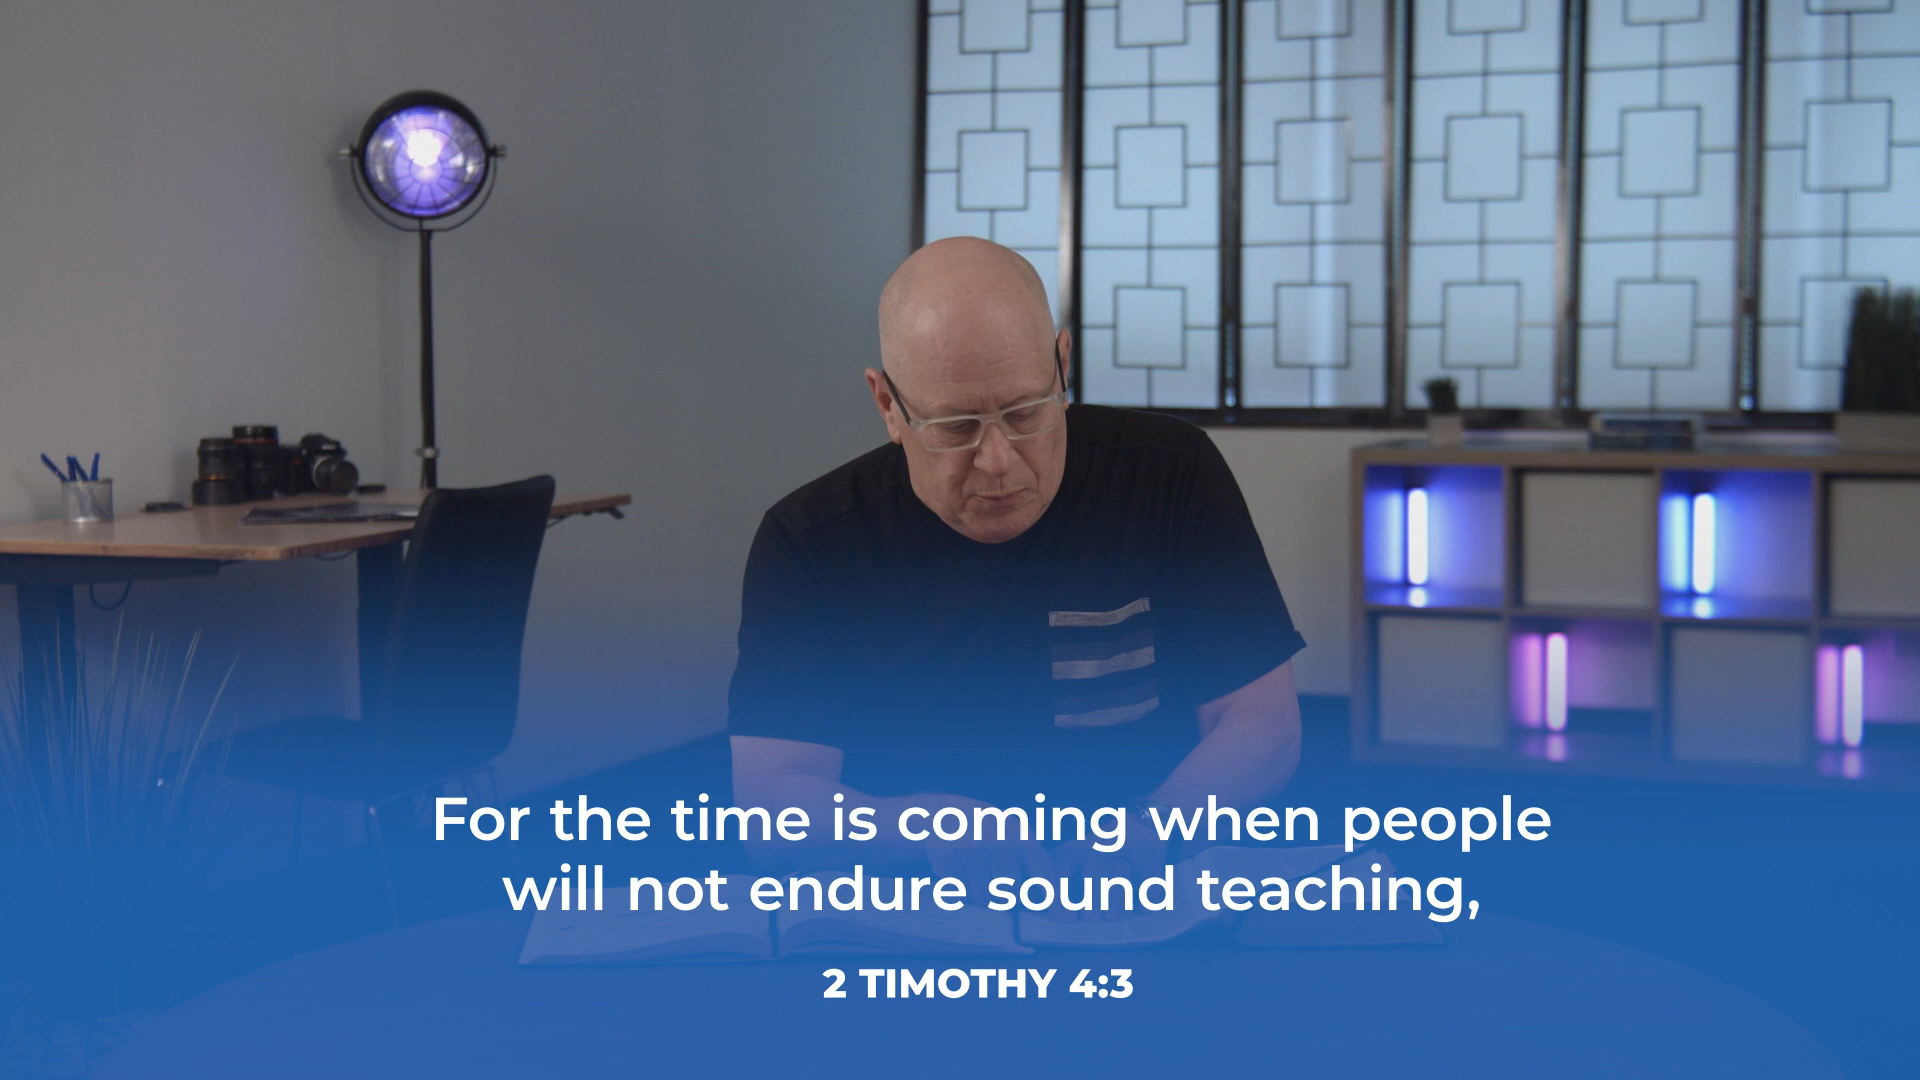 For the time is coming when people
will not endure sound teaching,
2 TIMOTHY 4:3